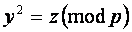 y² = z(mod p)